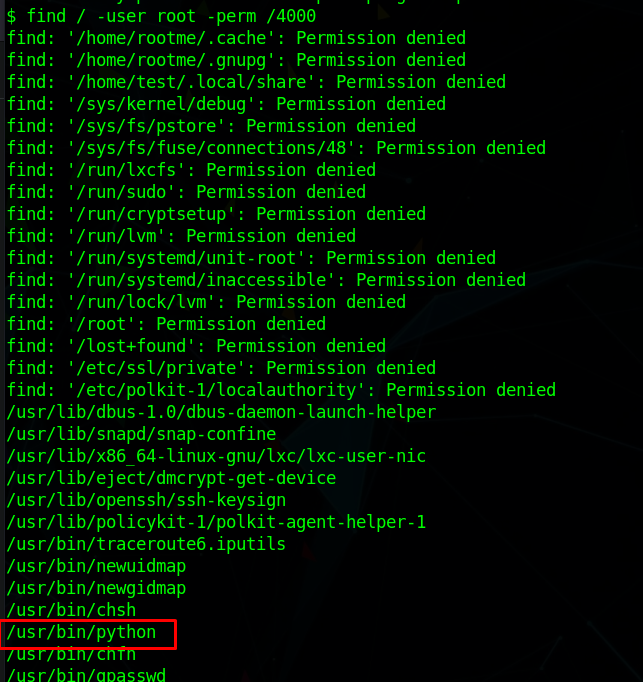 $ find / -user root -perm /4000
find: '/home/rootme/.cache': Permission denied
find: '/home/rootme/.gnupg': Permission denied
find: '/home/test/.local/share': Permission denied
find: '/sys/kernel/debug': Permission denied
find: '/sys/fs/pstore': Permission denied
find: '/sys/fs/fuse/connections/48': Permission denied
find: '/run/lxcfs': Permission denied
find: '/run/sudo': Permission denied
find: '/run/cryptsetup': Permission denied
find: '/run/lvm': Permission denied
find: '/run/systemd/unit-root': Permission denied
find: '/run/systemd/inaccessible': Permission denied
find: '/run/lock/lvm': Permission denied
find: '/root': Permission denied
find: '/lost+found': Permission denied
find: '/etc/ssl/private': Permission denied
find: '/etc/polkit-1/localauthority': Permission denied
/usr/lib/dbus-1.0/dbus-daemon-launch-helper
/usr/lib/snapd/snap-confine
/usr/lib/x86_64-linux-gnu/lxc/lxc-user-nic
/usr/lib/eject/dmcrypt-get-device
/usr/lib/openssh/ssh-keysign
/usr/lib/policykit-1/polkit-agent-helper-1
/usr/bin/traceroute6.iputils
/usr/bin/newuidmap
/usr/bin/newgidmap
/usr/bin/chsh
/usr/bin/python
/usr/bin/chfn
/usr/bin/gpasswd